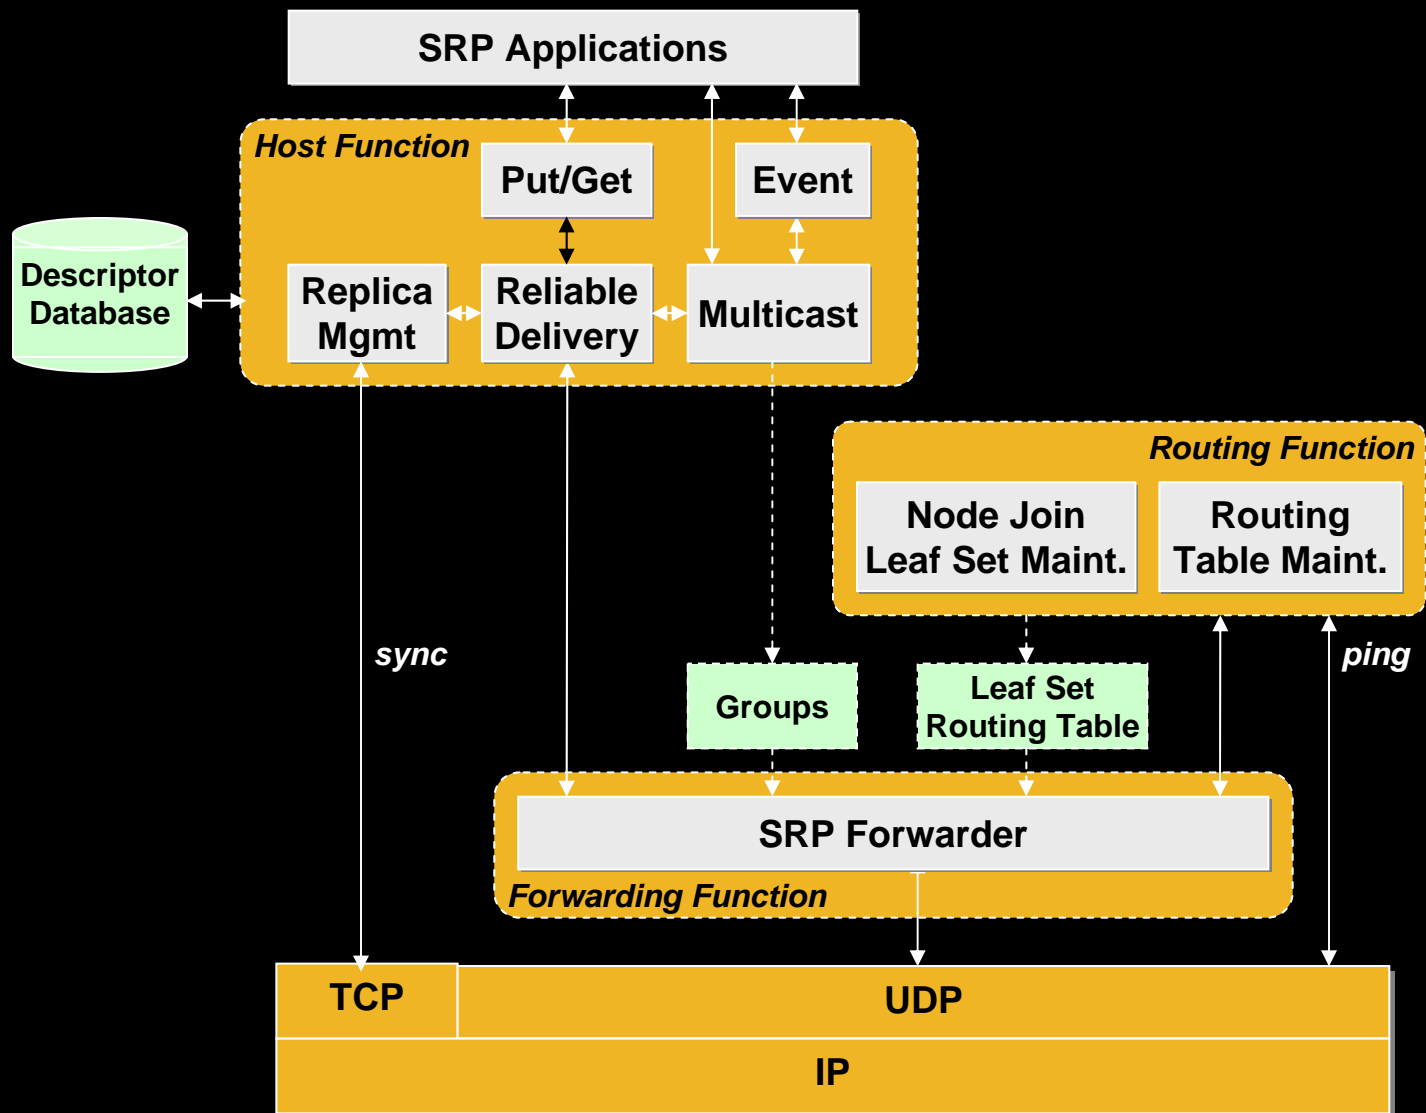 SRP Applications
Host Function
Put/Get
Event
Descriptor
Database
Replica
Mgmt
Reliable
Delivery
Multicast
Routing Function
Node Join
Leaf Set Maint.
Routing
Table Maint.
sync
ping
Groups
Leaf Set
Routing Table
SRP Forwarder
Forwarding Function
TCP
UDP
IP